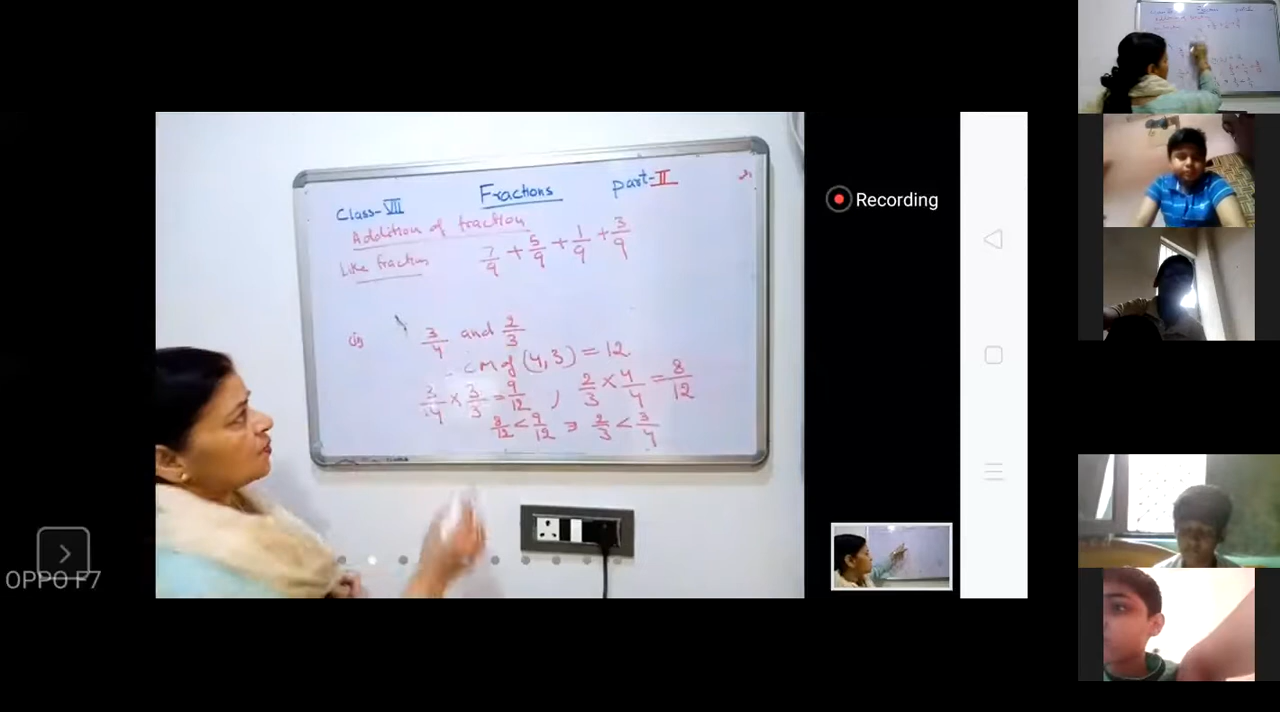 Recording
Class-VII Fractions part-II
Addition of fraction
Like fraction 7/9 + 5/9 + 1/9 + 3/9
3/4 and 2/3
CM of (4,3) = 12
3/4 × 3/3 = 9/12 , 2/3 × 4/4 = 8/12
8/12 < 9/12 ⇒ 2/3 < 3/4
OPPO F7